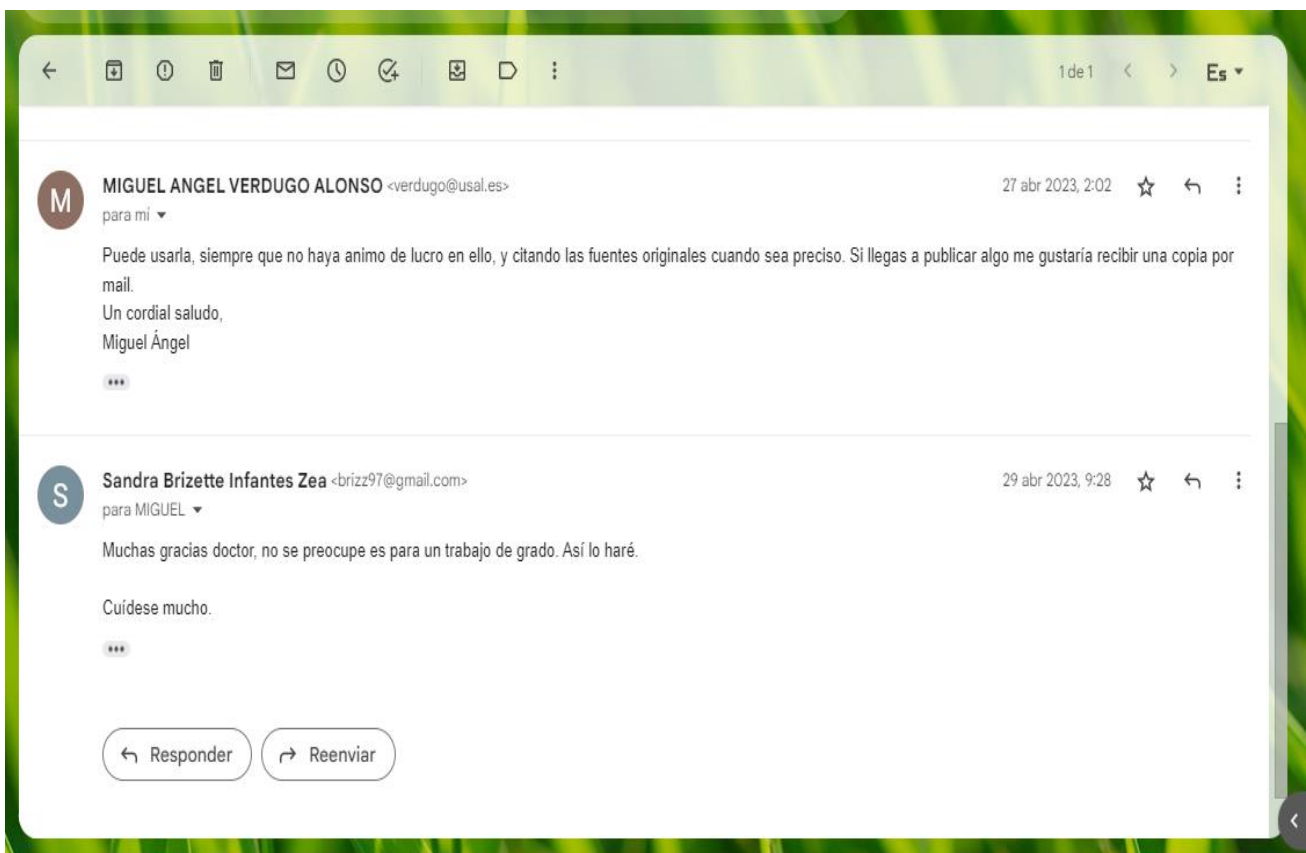 1 de 1
Es
M
MIGUEL ANGEL VERDUGO ALONSO <verdugo@usal.es>
27 abr 2023, 2:02
para mí
Puede usarla, siempre que no haya animo de lucro en ello, y citando las fuentes originales cuando sea preciso. Si llegas a publicar algo me gustaría recibir una copia por
mail.
Un cordial saludo,
Miguel Ángel
S
Sandra Brizette Infantes Zea <brizz97@gmail.com>
29 abr 2023, 9:28
para MIGUEL
Muchas gracias doctor, no se preocupe es para un trabajo de grado. Así lo haré.
Cuídese mucho.
Responder
Reenviar